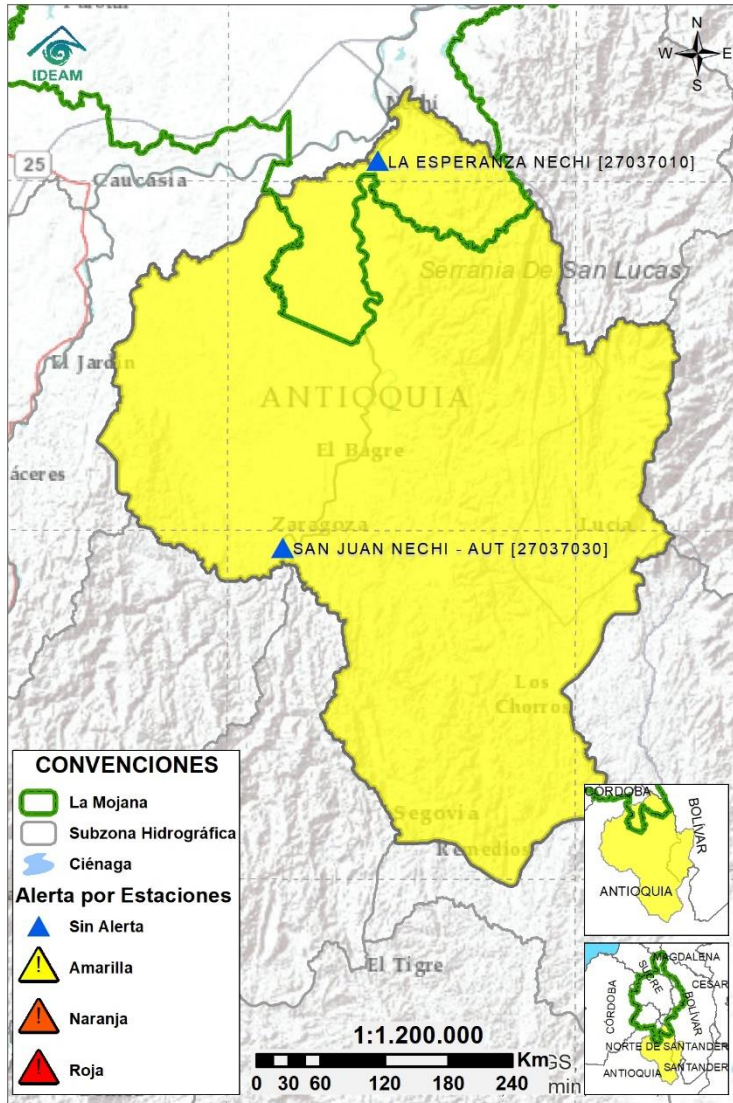 IDEAM
N
W E
S
Nechí
25
Caucasia
LA ESPERANZA NECHI [27037010]
Serranía De San Lucas
El Jardín
ANTIOQUIA
El Bagre
áceres
Zaragoza
Lucia
SAN JUAN NECHI - AUT [27037030]
Los
Chorros
Segovia
Remedios
El Tigre
CONVENCIONES
La Mojana
Subzona Hidrográfica
Ciénaga
Alerta por Estaciones
Sin Alerta
Amarilla
Naranja
Roja
1:1.200.000
Km
0 30 60 120 180 240
GS,
min
CÓRDOBA
BOLÍVAR
ANTIOQUIA
MAGDALENA
SUCRE
CESAR
CÓRDOBA
BOLÍVAR
NORTE DE SANTANDER
ANTIOQUIA
SANTANDER